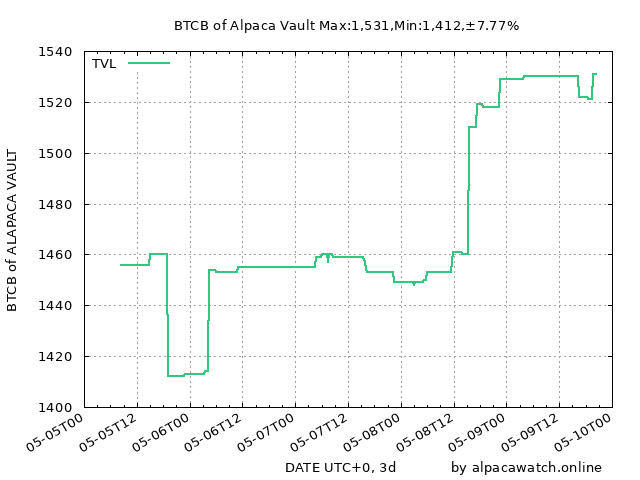 BTCB of Alpaca Vault Max:1,531,Min:1,412,±7.77%
TVL
BTCB of ALAPACA VAULT
1540
1520
1500
1480
1460
1440
1420
1400
05-05T00
05-05T12
05-06T00
05-06T12
05-07T00
05-07T12
05-08T00
05-08T12
05-09T00
05-09T12
05-10T00
DATE UTC+0, 3d
by alpacawatch.online